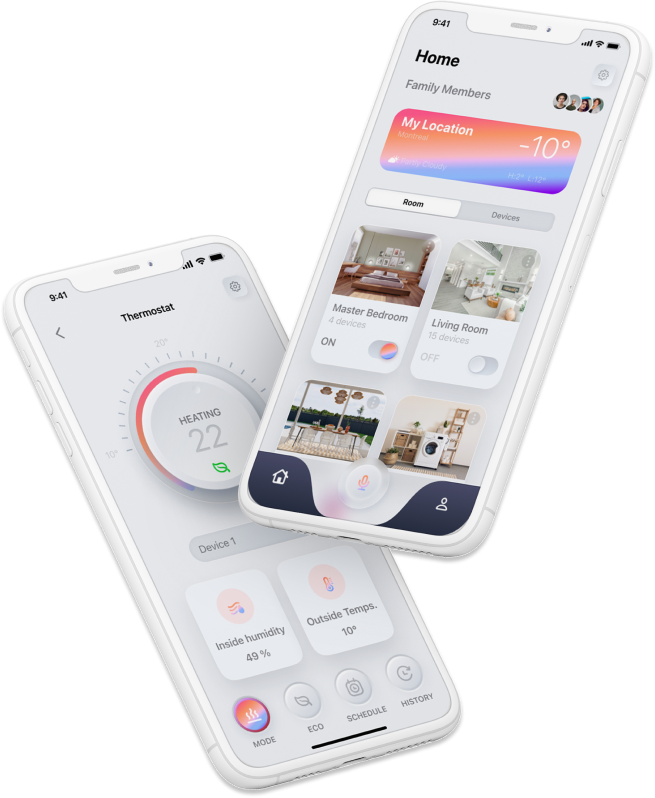 9:41
Home
Family Members
My Location
Montreal
-10°
Partly Cloudy
H:2° L:12°
Room
Devices
Master Bedroom
4 devices
ON
Living Room
15 devices
OFF
9:41
Thermostat
20°
10°
HEATING
22
Device 1
Inside humidity
49 %
Outside Temps.
10°
MODE
ECO
SCHEDULE
HISTORY